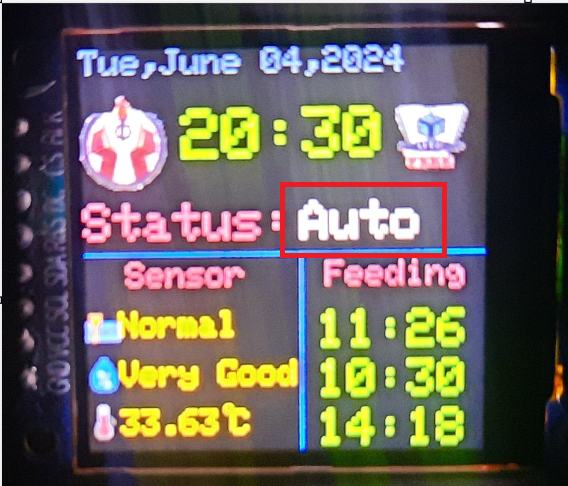 Tue,June 04,2024
20:30
Status: Auto
Sensor
Feeding
Normal
11:26
Very Good
10:30
33.63℃
14:18